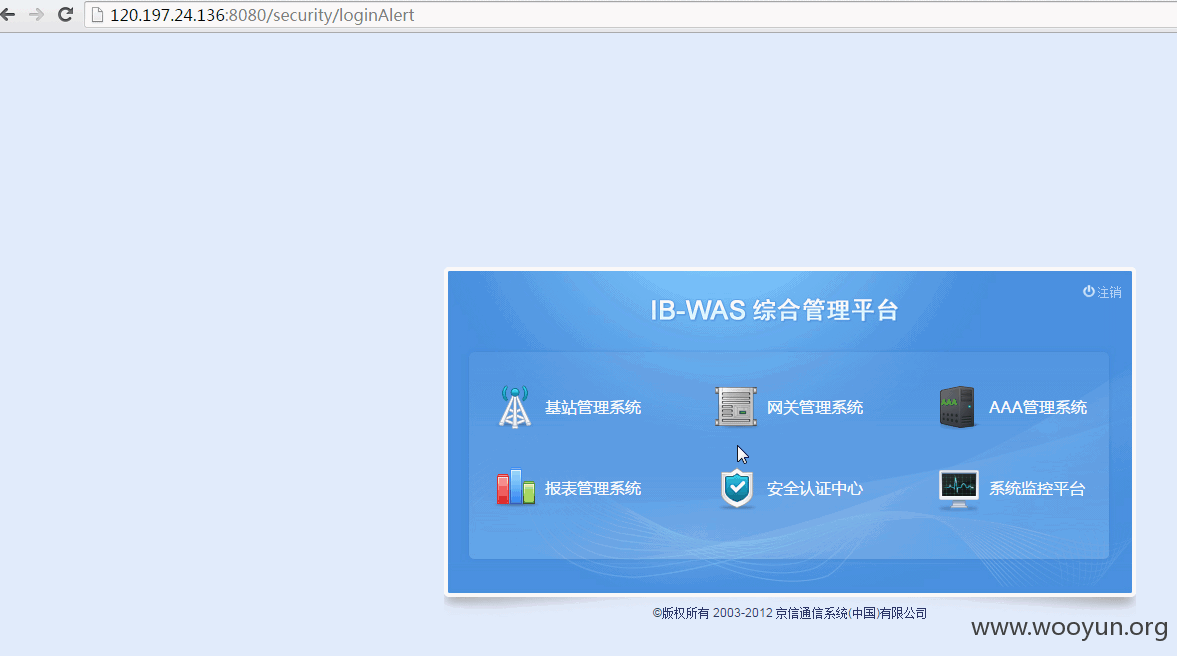 120.197.24.136:8080/security/loginAlert
注销
IB-WAS 综合管理平台
基站管理系统 网关管理系统 AAA管理系统
报表管理系统 安全认证中心 系统监控平台
©版权所有 2003-2012 京信通信系统(中国)有限公司
www.wooyun.org